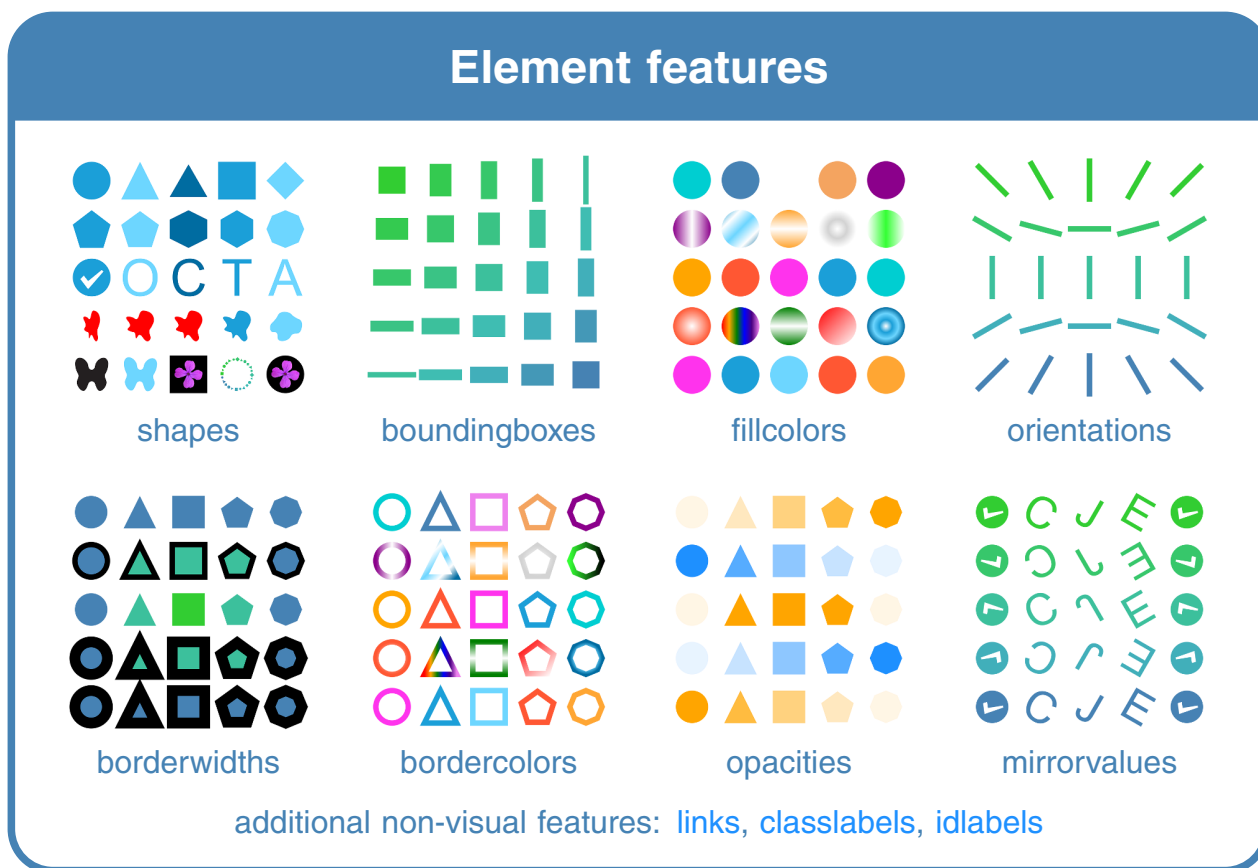 Element features
O C T A
shapes
boundingboxes
fillcolors
orientations
C J E
C J E
C J E
C J E
C J E
borderwidths
bordercolors
opacities
mirrorvalues
additional non-visual features: links, classlabels, idlabels